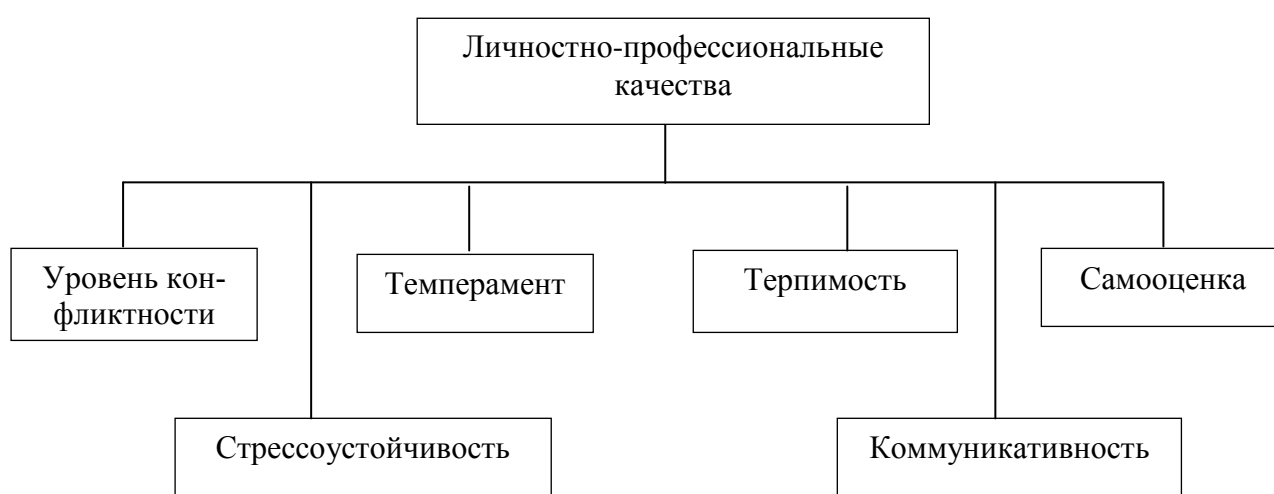 Личностно-профессиональные
качества
Уровень кон-
фликтности
Темперамент
Терпимость
Самооценка
Стрессоустойчивость
Коммуникативность